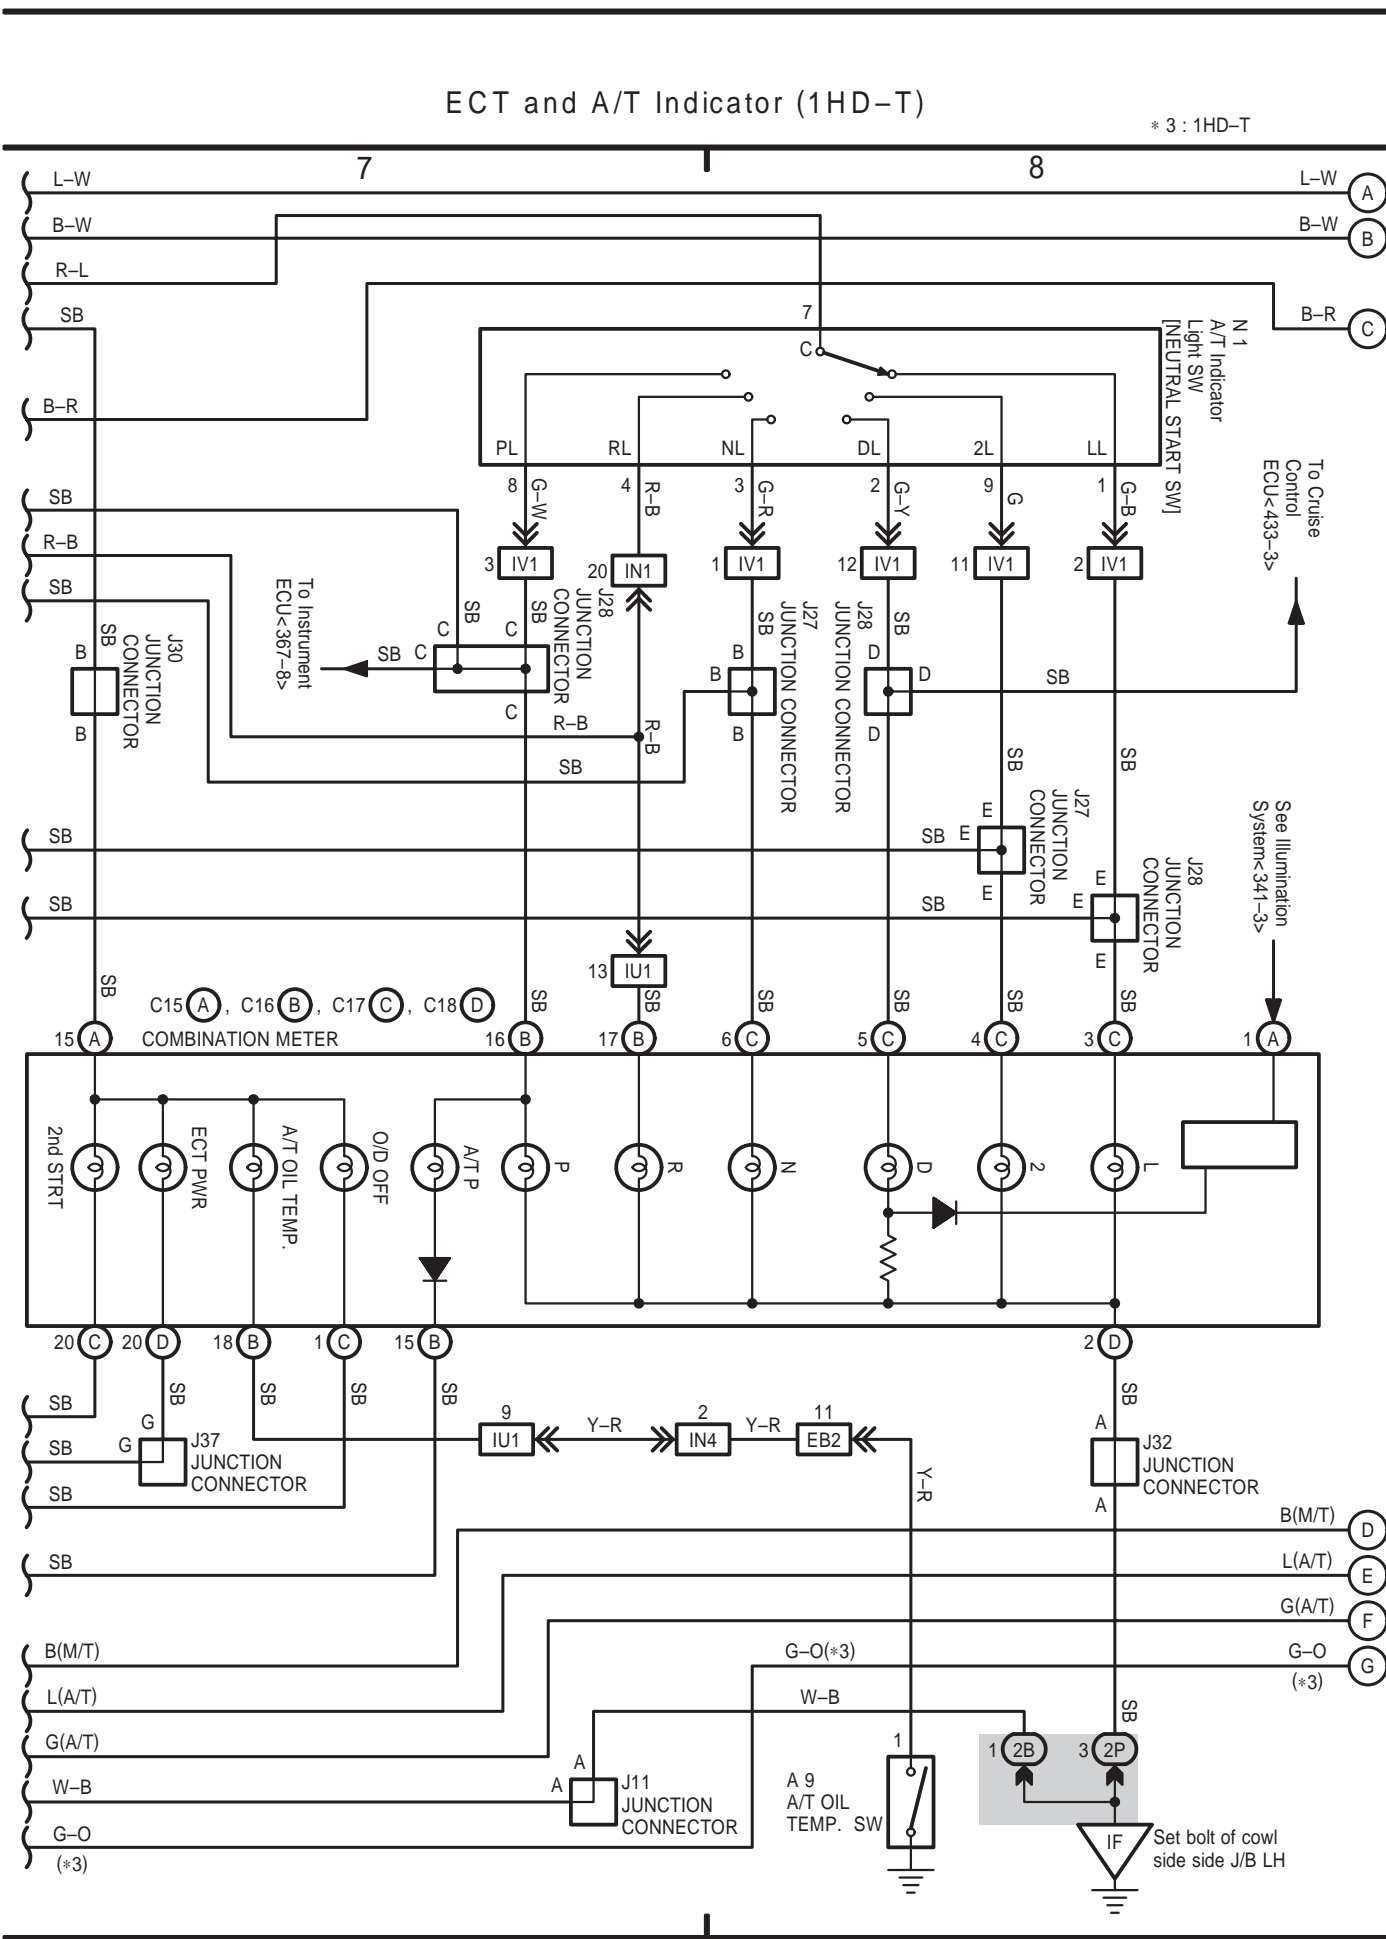 ECT and A/T Indicator (1HD–T)
∗ 3 : 1HD–T
7
8
L–W
L–W
A
B–W
B–W
B
R–L
SB
7
B–R
C
C
N 1
A/T Indicator
Light SW
[NEUTRAL START SW]
B–R
PL
RL
NL
DL
2L
LL
8
G–W
4
R–B
3
G–R
2
G–Y
9
G
1
G–B
To Cruise
Control
ECU<433–3>
SB
R–B
SB
3
IV1
20
IN1
1
IV1
12
IV1
11
IV1
2
IV1
To Instrument
ECU<367–8>
SB
C
C
SB
C
SB
C
J28
JUNCTION
CONNECTOR
SB
B
B
J30
JUNCTION
CONNECTOR
SB
B
B
B
J27
JUNCTION CONNECTOR
J28
JUNCTION CONNECTOR
SB
D
D
D
SB
R–B
R–B
SB
SB
SB
J27
JUNCTION
CONNECTOR
E
E
E
SB
SB
J28
JUNCTION
CONNECTOR
E
E
E
SB
SB
See Illumination
System<341–3>
13
IU1
SB
SB
SB
SB
SB
SB
SB
C15
A
, C16
B
, C17
C
, C18
D
COMBINATION METER
15
A
16
B
17
B
6
C
5
C
4
C
3
C
1
A
2nd STRT
ECT PWR
A/T OIL TEMP.
O/D OFF
A/T P
P
R
N
D
2
L
20
C
20
D
18
B
1
C
15
B
2
D
SB
SB
SB
SB
SB
SB
G
G
SB
J37
JUNCTION
CONNECTOR
SB
SB
9
IU1
Y–R
2
IN4
Y–R
11
EB2
Y–R
A
A
J32
JUNCTION
CONNECTOR
B(M/T)
D
L(A/T)
E
G(A/T)
F
B(M/T)
G–O(∗3)
G–O
(∗3)
G
L(A/T)
W–B
SB
G(A/T)
1
1
2B
3
2P
W–B
A
A
J11
JUNCTION
CONNECTOR
A 9
A/T OIL
TEMP. SW
G–O
(∗3)
IF
Set bolt of cowl
side side J/B LH